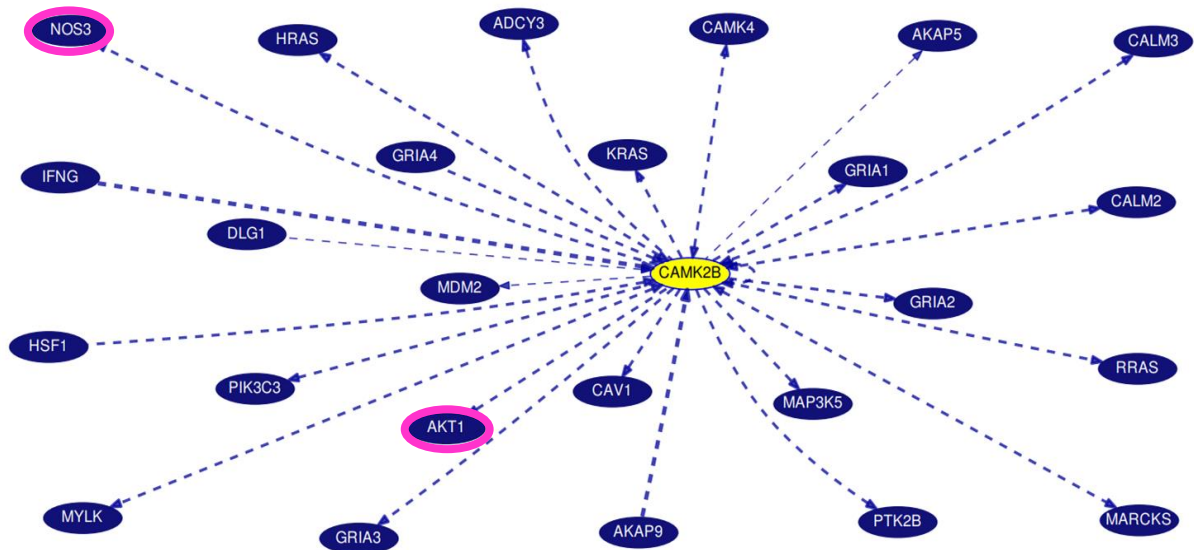 NOS3
HRAS
ADCY3
CAMK4
AKAP5
CALM3
GRIA4
KRAS
GRIA1
IFNG
CALM2
DLG1
CAMK2B
MDM2
GRIA2
HSF1
RRAS
PIK3C3
CAV1
MAP3K5
AKT1
MYLK
GRIA3
AKAP9
PTK2B
MARCKS